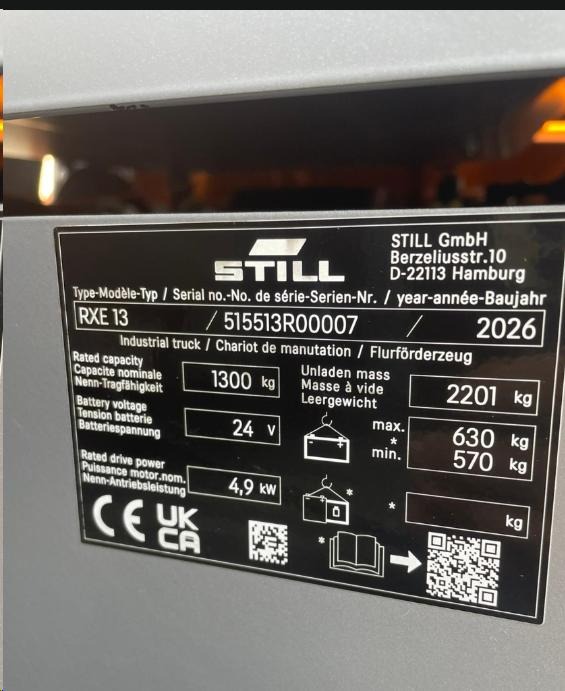 STILL
STILL GmbH
Berzeliusstr.10
D-22113 Hamburg
Type-Modèle-Typ / Serial no.-No. de série-Serien-Nr. / year-année-Baujahr
RXE 13 / 515513R00007 / 2026
Industrial truck / Chariot de manutation / Flurförderzeug
Rated capacity
Capacite nominale
Nenn-Tragfähigkeit
1300 kg
Unladen mass
Masse à vide
Leergewicht
2201 kg
Battery voltage
Tension batterie
Batteriespannung
24 V
max. 630 kg
*
min. 570 kg
Rated drive power
Puissance motor.nom.
Nenn-Antriebsleistung
4,9 kW
* * kg
CE UK
CA
*